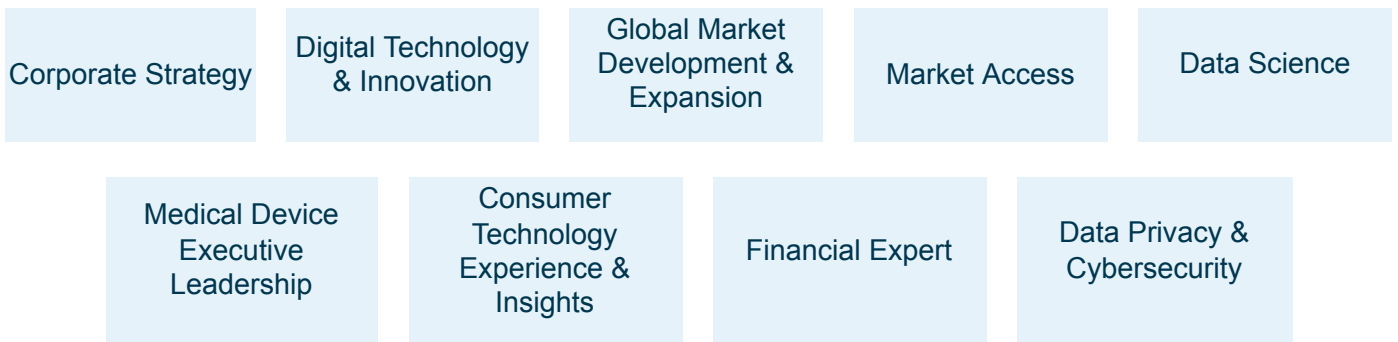 Corporate Strategy
Digital Technology
& Innovation
Global Market
Development &
Expansion
Market Access
Data Science
Medical Device
Executive
Leadership
Consumer
Technology
Experience &
Insights
Financial Expert
Data Privacy &
Cybersecurity